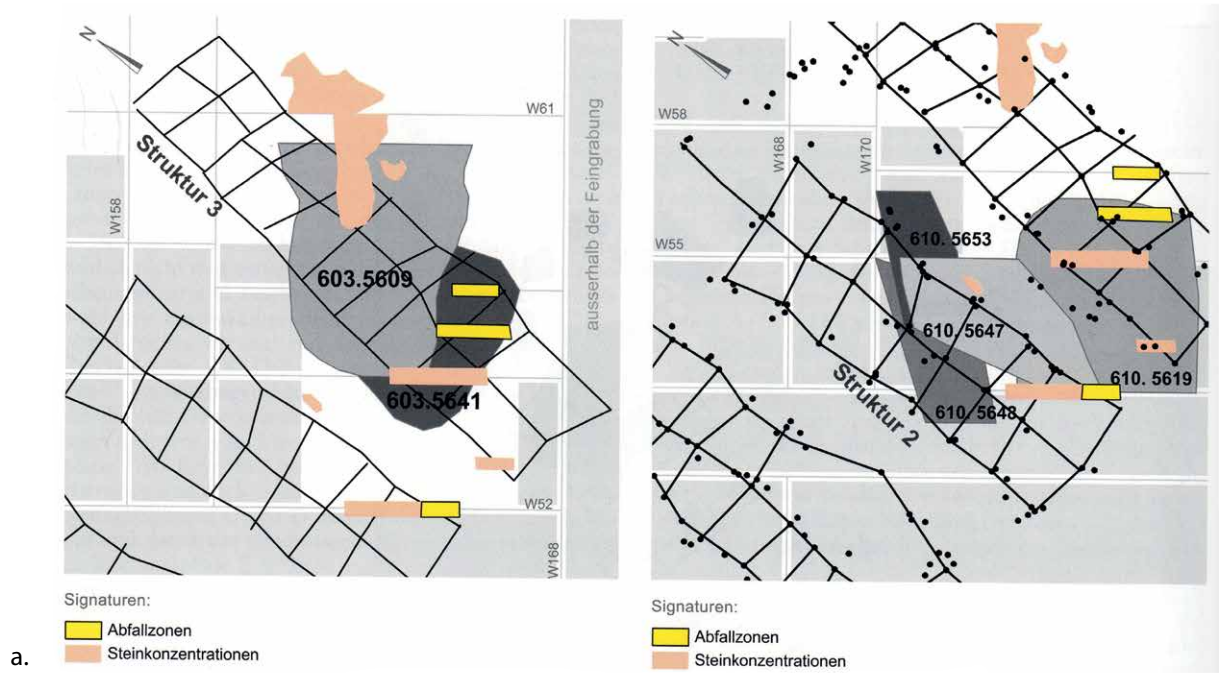 N
W61
Struktur 3
W158
ausserhalb der Feingrabung
603.5609
603.5641
W52
W168
Signaturen:
Abfallzonen
Steinkonzentrationen
a.
N
W58
W168
W170
W55
610. 5653
610. 5647
Struktur 2
610. 5648
610. 5619
Signaturen:
Abfallzonen
Steinkonzentrationen